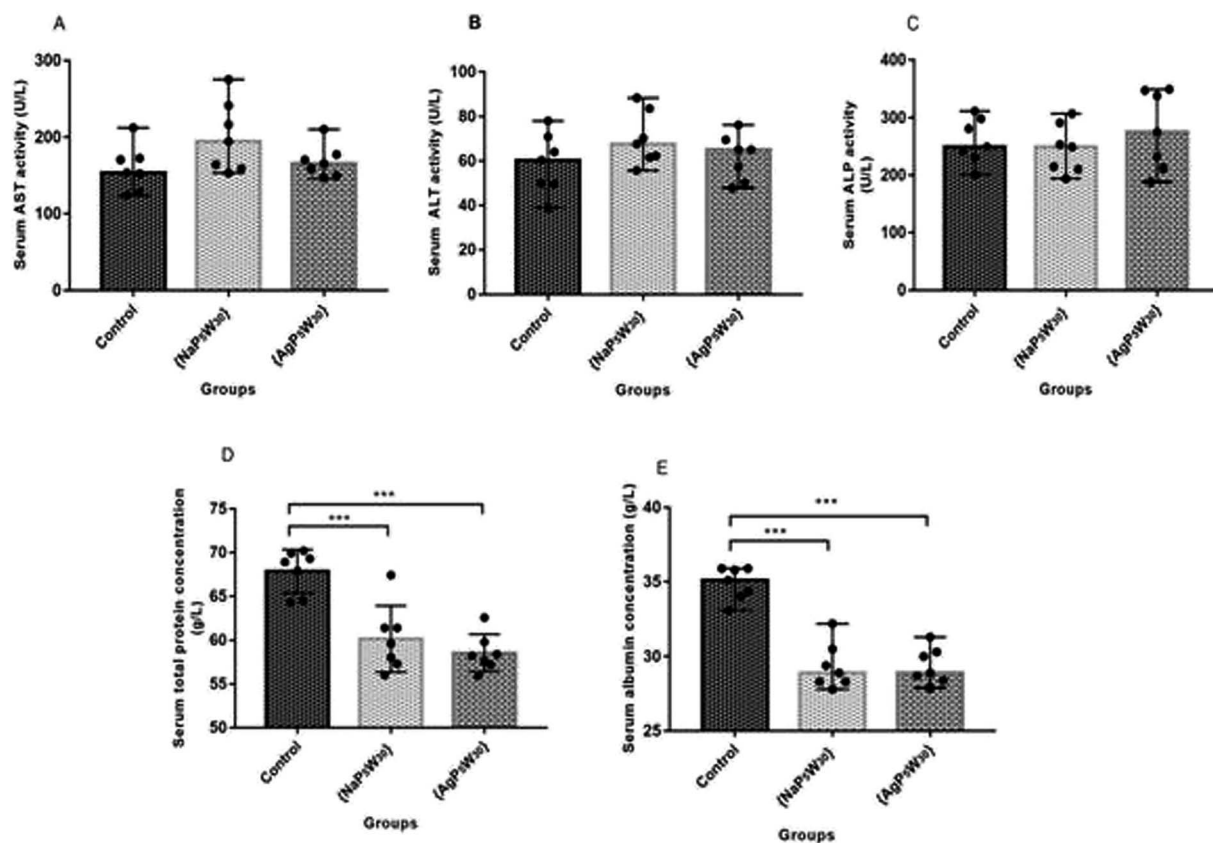 A
Serum AST activity (U/L)
300
200
100
0
Control
{NaP5W30}
{AgP5W30}
Groups
B
Serum ALT activity (U/L)
100
80
60
40
20
0
Control
{NaP5W30}
{AgP5W30}
Groups
C
Serum ALP activity
(U/L)
400
300
200
100
0
Control
{NaP5W30}
{AgP5W30}
Groups
D
Serum total protein concentration
(g/L)
75
70
65
60
55
50
***
***
Control
{NaP5W30}
{AgP5W30}
Groups
E
Serum albumin concentration (g/L)
40
35
30
25
***
***
Control
{NaP5W30}
{AgP5W30}
Groups